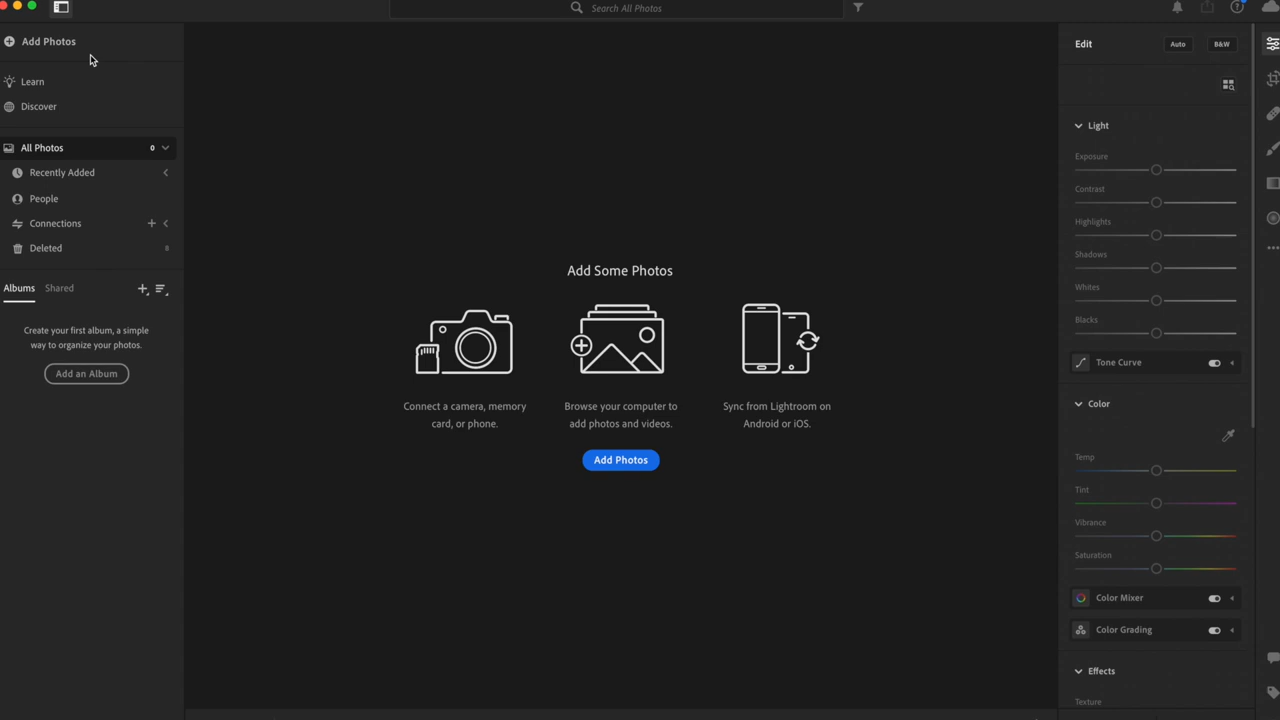 Search All Photos
Add Photos
Learn
Discover
All Photos 0
Recently Added
People
Connections
Deleted 8
Albums Shared
Create your first album, a simple
way to organize your photos.
Add an Album
Add Some Photos
Connect a camera, memory
card, or phone.
Browse your computer to
add photos and videos.
Sync from Lightroom on
Android or iOS.
Add Photos
Edit Auto B&W
Light
Exposure
Contrast
Highlights
Shadows
Whites
Blacks
Tone Curve
Color
Temp
Tint
Vibrance
Saturation
Color Mixer
Color Grading
Effects
Texture